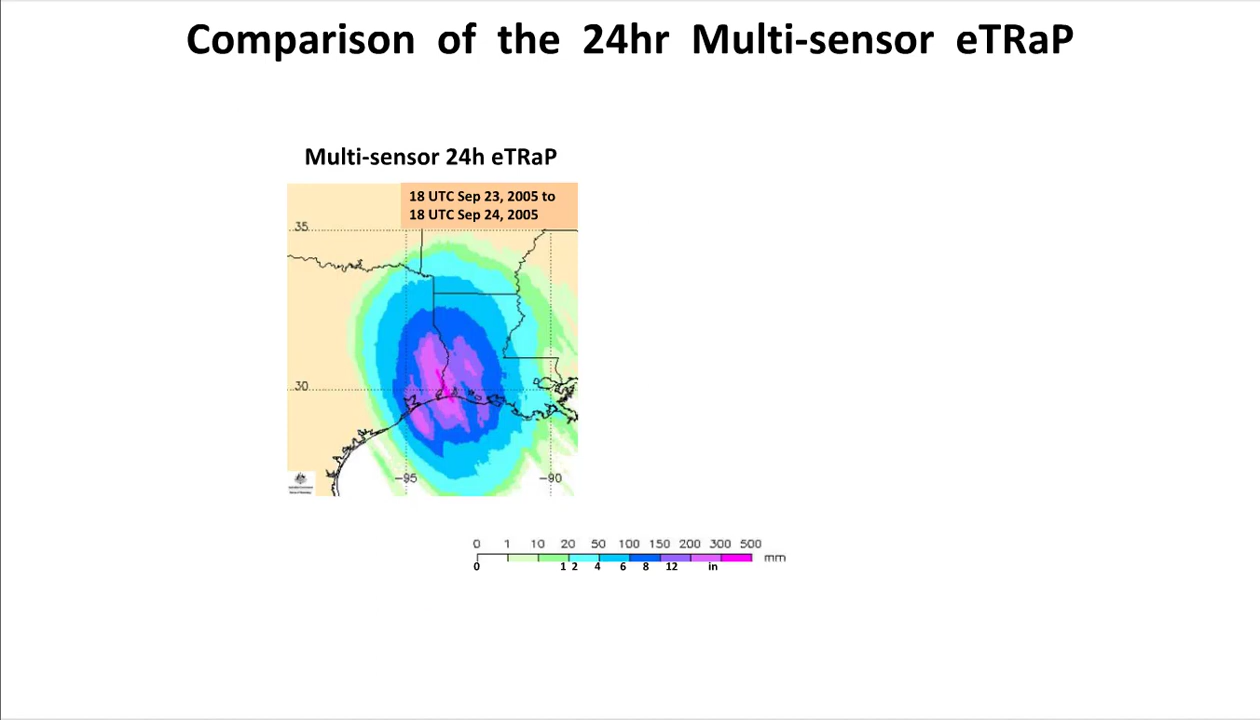 Comparison of the 24hr Multi-sensor eTRaP
Multi-sensor 24h eTRaP
18 UTC Sep 23, 2005 to
18 UTC Sep 24, 2005
35
30
-95 -90
0 1 10 20 50 100 150 200 300 500
mm
0 1 2 4 6 8 12 in